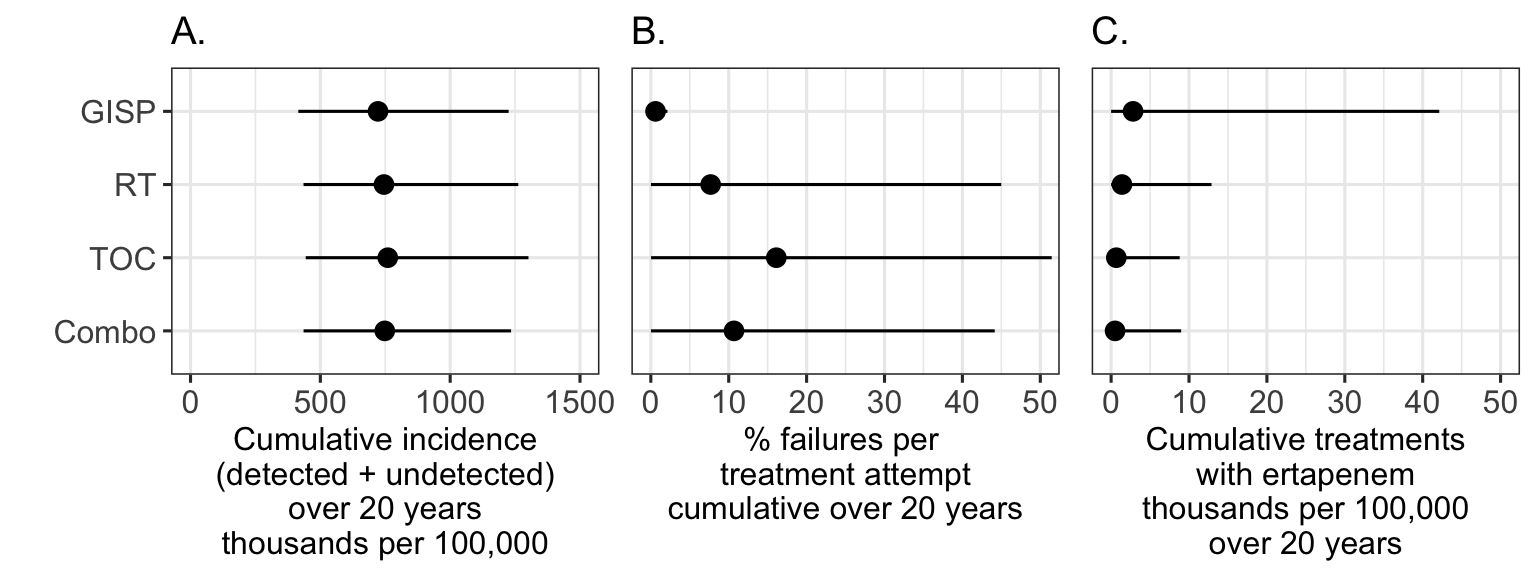 A.
B.
C.
GISP
RT
TOC
Combo
0 500 1000 1500
0 10 20 30 40 50
0 10 20 30 40 50
Cumulative incidence
(detected + undetected)
over 20 years
thousands per 100,000
% failures per
treatment attempt
cumulative over 20 years
Cumulative treatments
with ertapenem
thousands per 100,000
over 20 years